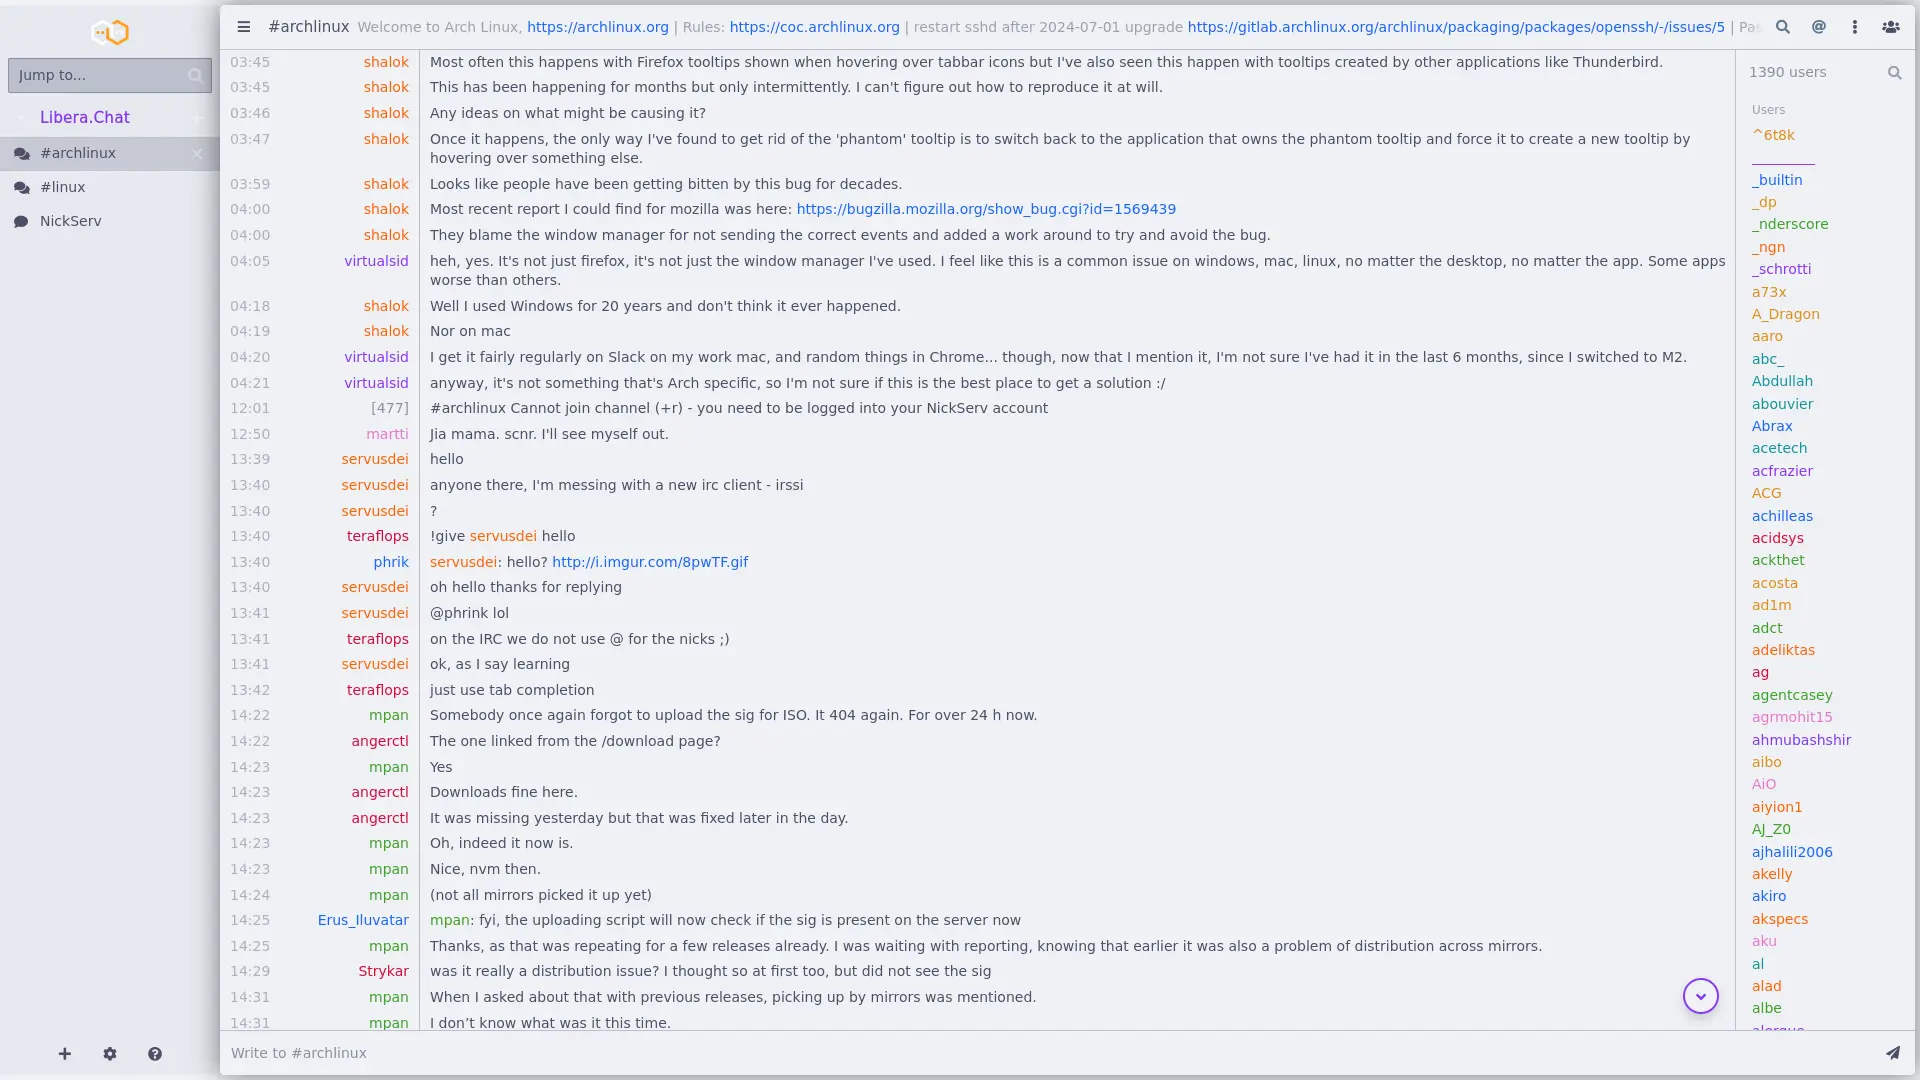 #archlinux Welcome to Arch Linux, https://archlinux.org | Rules: https://coc.archlinux.org | restart sshd after 2024-07-01 upgrade https://gitlab.archlinux.org/archlinux/packaging/packages/openssh/-/issues/5 | Pas
Jump to...
Libera.Chat
#archlinux
#linux
NickServ
03:45 shalok Most often this happens with Firefox tooltips shown when hovering over tabbar icons but I've also seen this happen with tooltips created by other applications like Thunderbird.
03:45 shalok This has been happening for months but only intermittently. I can't figure out how to reproduce it at will.
03:46 shalok Any ideas on what might be causing it?
03:47 shalok Once it happens, the only way I've found to get rid of the 'phantom' tooltip is to switch back to the application that owns the phantom tooltip and force it to create a new tooltip by
hovering over something else.
03:59 shalok Looks like people have been getting bitten by this bug for decades.
04:00 shalok Most recent report I could find for mozilla was here: https://bugzilla.mozilla.org/show_bug.cgi?id=1569439
04:00 shalok They blame the window manager for not sending the correct events and added a work around to try and avoid the bug.
04:05 virtualsid heh, yes. It's not just firefox, it's not just the window manager I've used. I feel like this is a common issue on windows, mac, linux, no matter the desktop, no matter the app. Some apps
worse than others.
04:18 shalok Well I used Windows for 20 years and don't think it ever happened.
04:19 shalok Nor on mac
04:20 virtualsid I get it fairly regularly on Slack on my work mac, and random things in Chrome... though, now that I mention it, I'm not sure I've had it in the last 6 months, since I switched to M2.
04:21 virtualsid anyway, it's not something that's Arch specific, so I'm not sure if this is the best place to get a solution :/
12:01 [477] #archlinux Cannot join channel (+r) - you need to be logged into your NickServ account
12:50 martti Jia mama. scnr. I'll see myself out.
13:39 servusdei hello
13:40 servusdei anyone there, I'm messing with a new irc client - irssi
13:40 servusdei ?
13:40 teraflops !give servusdei hello
13:40 phrik servusdei: hello? http://i.imgur.com/8pwTF.gif
13:40 servusdei oh hello thanks for replying
13:41 servusdei @phrink lol
13:41 teraflops on the IRC we do not use @ for the nicks ;)
13:41 servusdei ok, as I say learning
13:42 teraflops just use tab completion
14:22 mpan Somebody once again forgot to upload the sig for ISO. It 404 again. For over 24 h now.
14:22 angerctl The one linked from the /download page?
14:23 mpan Yes
14:23 angerctl Downloads fine here.
14:23 angerctl It was missing yesterday but that was fixed later in the day.
14:23 mpan Oh, indeed it now is.
14:23 mpan Nice, nvm then.
14:24 mpan (not all mirrors picked it up yet)
14:25 Erus_Iluvatar mpan: fyi, the uploading script will now check if the sig is present on the server now
14:25 mpan Thanks, as that was repeating for a few releases already. I was waiting with reporting, knowing that earlier it was also a problem of distribution across mirrors.
14:29 Strykar was it really a distribution issue? I thought so at first too, but did not see the sig
14:31 mpan When I asked about that with previous releases, picking up by mirrors was mentioned.
14:31 mpan I don’t know what was it this time.
Write to #archlinux
1390 users
Users
^6t8k
_builtin
_dp
_nderscore
_ngn
_schrotti
a73x
A_Dragon
aaro
abc_
Abdullah
abouvier
Abrax
acetech
acfrazier
ACG
achilleas
acidsys
ackthet
acosta
ad1m
adct
adeliktas
ag
agentcasey
agrmohit15
ahmubashshir
aibo
AiO
aiyion1
AJ_Z0
ajhalili2006
akelly
akiro
akspecs
aku
al
alad
albe